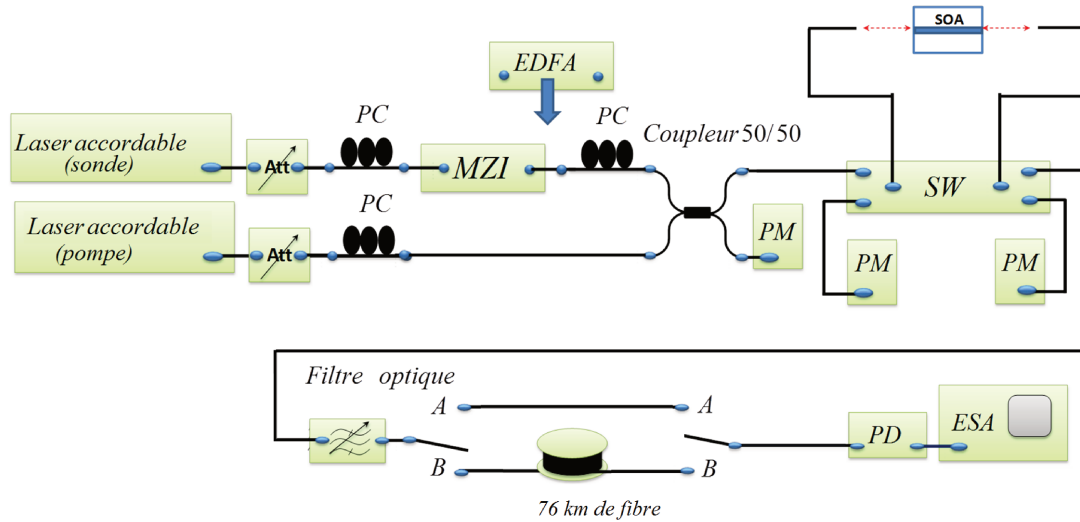 SOA
EDFA
PC
PC
Coupleur 50/50
Laser accordable
(sonde)
Att
MZI
SW
PC
Laser accordable
(pompe)
Att
PM
PM
PM
Filtre optique
A
A
B
B
PD
ESA
76 km de fibre